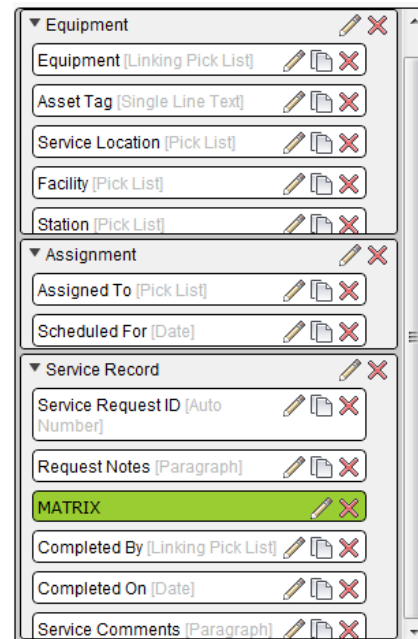 Equipment
Equipment [Linking Pick List]
Asset Tag [Single Line Text]
Service Location [Pick List]
Facility [Pick List]
Station [Pick List]
Assignment
Assigned To [Pick List]
Scheduled For [Date]
Service Record
Service Request ID [Auto
Number]
Request Notes [Paragraph]
MATRIX
Completed By [Linking Pick List]
Completed On [Date]
Service Comments [Paragraph]